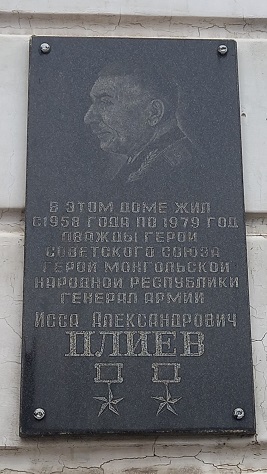 В ЭТОМ ДОМЕ ЖИЛ
С 1958 ГОДА ПО 1979 ГОД
ДВАЖДЫ ГЕРОЙ
СОВЕТСКОГО СОЮЗА
ГЕРОЙ МОНГОЛЬСКОЙ
НАРОДНОЙ РЕСПУБЛИКИ
ГЕНЕРАЛ АРМИИ
ИССА АЛЕКСАНДРОВИЧ
ПЛИЕВ